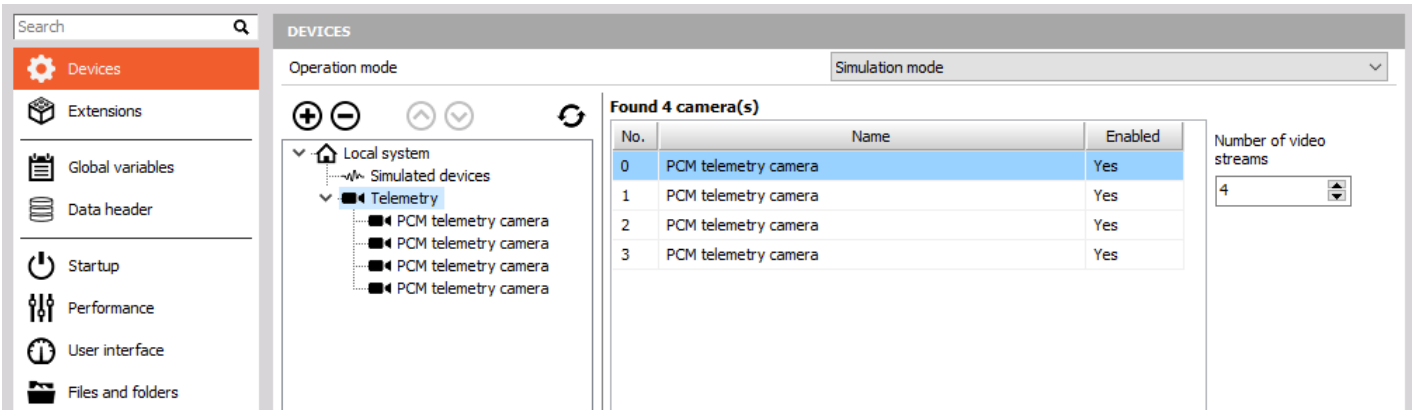 Search
Devices
Extensions
Global variables
Data header
Startup
Performance
User interface
Files and folders
DEVICES
Operation mode
Simulation mode
Local system
Simulated devices
Telemetry
PCM telemetry camera
PCM telemetry camera
PCM telemetry camera
PCM telemetry camera
Found 4 camera(s)
No. Name Enabled
0 PCM telemetry camera Yes
1 PCM telemetry camera Yes
2 PCM telemetry camera Yes
3 PCM telemetry camera Yes
Number of video
streams
4